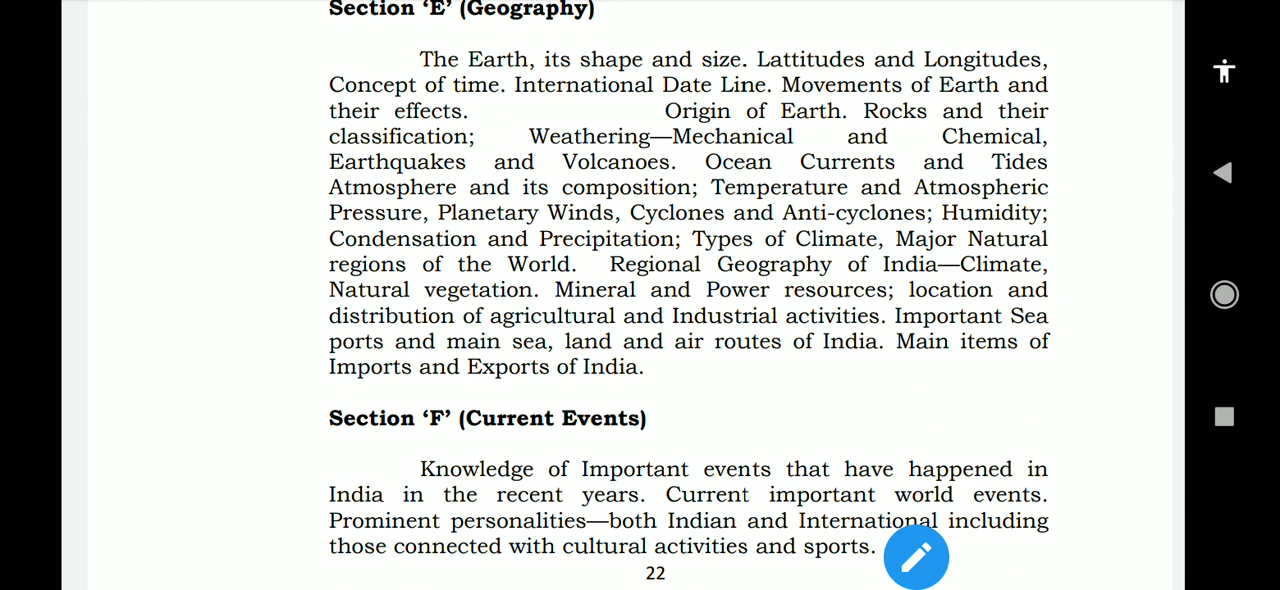 Section ‘E’ (Geography)
The Earth, its shape and size. Lattitudes and Longitudes,
Concept of time. International Date Line. Movements of Earth and
their effects. Origin of Earth. Rocks and their
classification; Weathering—Mechanical and Chemical,
Earthquakes and Volcanoes. Ocean Currents and Tides
Atmosphere and its composition; Temperature and Atmospheric
Pressure, Planetary Winds, Cyclones and Anti-cyclones; Humidity;
Condensation and Precipitation; Types of Climate, Major Natural
regions of the World. Regional Geography of India—Climate,
Natural vegetation. Mineral and Power resources; location and
distribution of agricultural and Industrial activities. Important Sea
ports and main sea, land and air routes of India. Main items of
Imports and Exports of India.
Section ‘F’ (Current Events)
Knowledge of Important events that have happened in
India in the recent years. Current important world events.
Prominent personalities—both Indian and International including
those connected with cultural activities and sports.
22